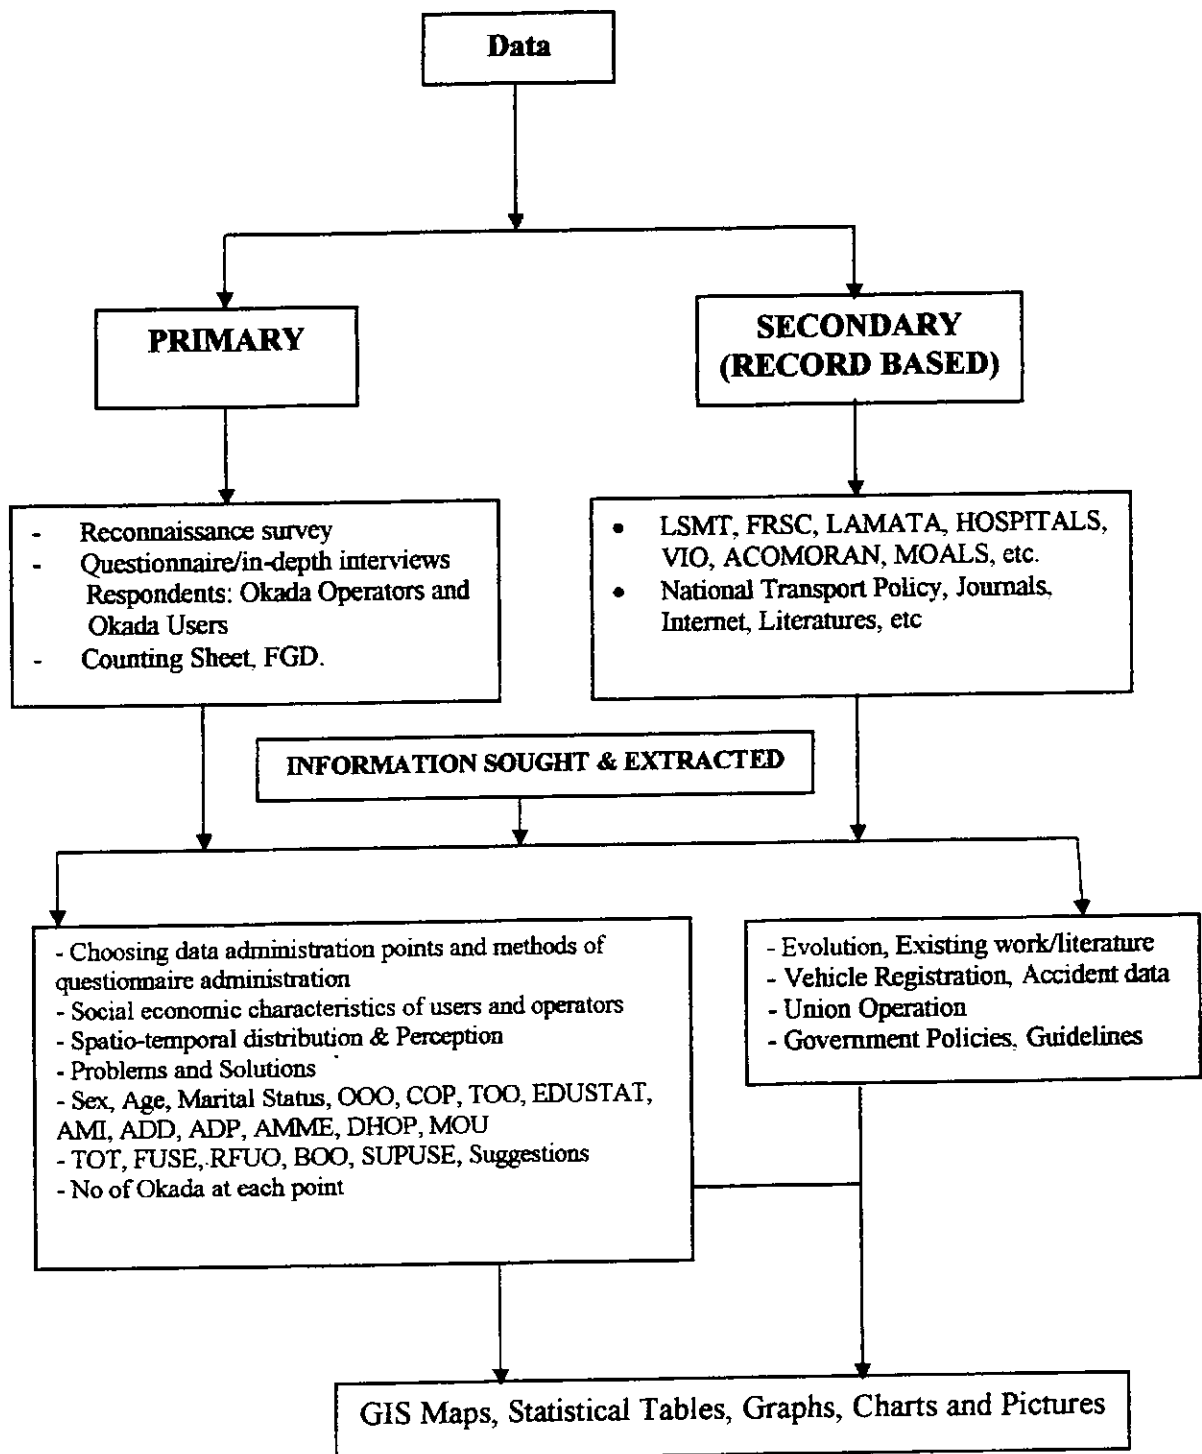 Data
PRIMARY
SECONDARY
(RECORD BASED)
- Reconnaissance survey
- Questionnaire/in-depth interviews
Respondents: Okada Operators and
Okada Users
- Counting Sheet, FGD.
• LSMT, FRSC, LAMATA, HOSPITALS,
VIO, ACOMORAN, MOALS, etc.
• National Transport Policy, Journals,
Internet, Literatures, etc
INFORMATION SOUGHT & EXTRACTED
- Choosing data administration points and methods of
questionnaire administration
- Social economic characteristics of users and operators
- Spatio-temporal distribution & Perception
- Problems and Solutions
- Sex, Age, Marital Status, OOO, COP, TOO, EDUSTAT,
AMI, ADD, ADP, AMME, DHOP, MOU
- TOT, FUSE, RFUO, BOO, SUPUSE, Suggestions
- No of Okada at each point
- Evolution, Existing work/literature
- Vehicle Registration, Accident data
- Union Operation
- Government Policies, Guidelines
GIS Maps, Statistical Tables, Graphs, Charts and Pictures